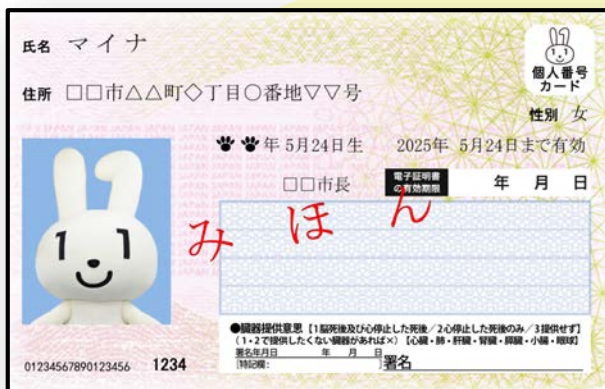 氏名 マイナ
個人番号
カード
住所 □□市△△町◇丁目○番地▽▽号
性別 女
年 5月24日生 2025年 5月24日まで有効
□□市長 電子証明書の有効期限 年 月 日
みほん
●臓器提供意思【1脳死後及び心停止した死後/2心停止した死後のみ/3提供せず】
(1・2で提供したくない臓器があれば×)【心臓・肺・肝臓・腎臓・膵臓・小腸・眼球】
署名年月日 年 月 日
[特記欄: ]署名
01234567890123456 1234